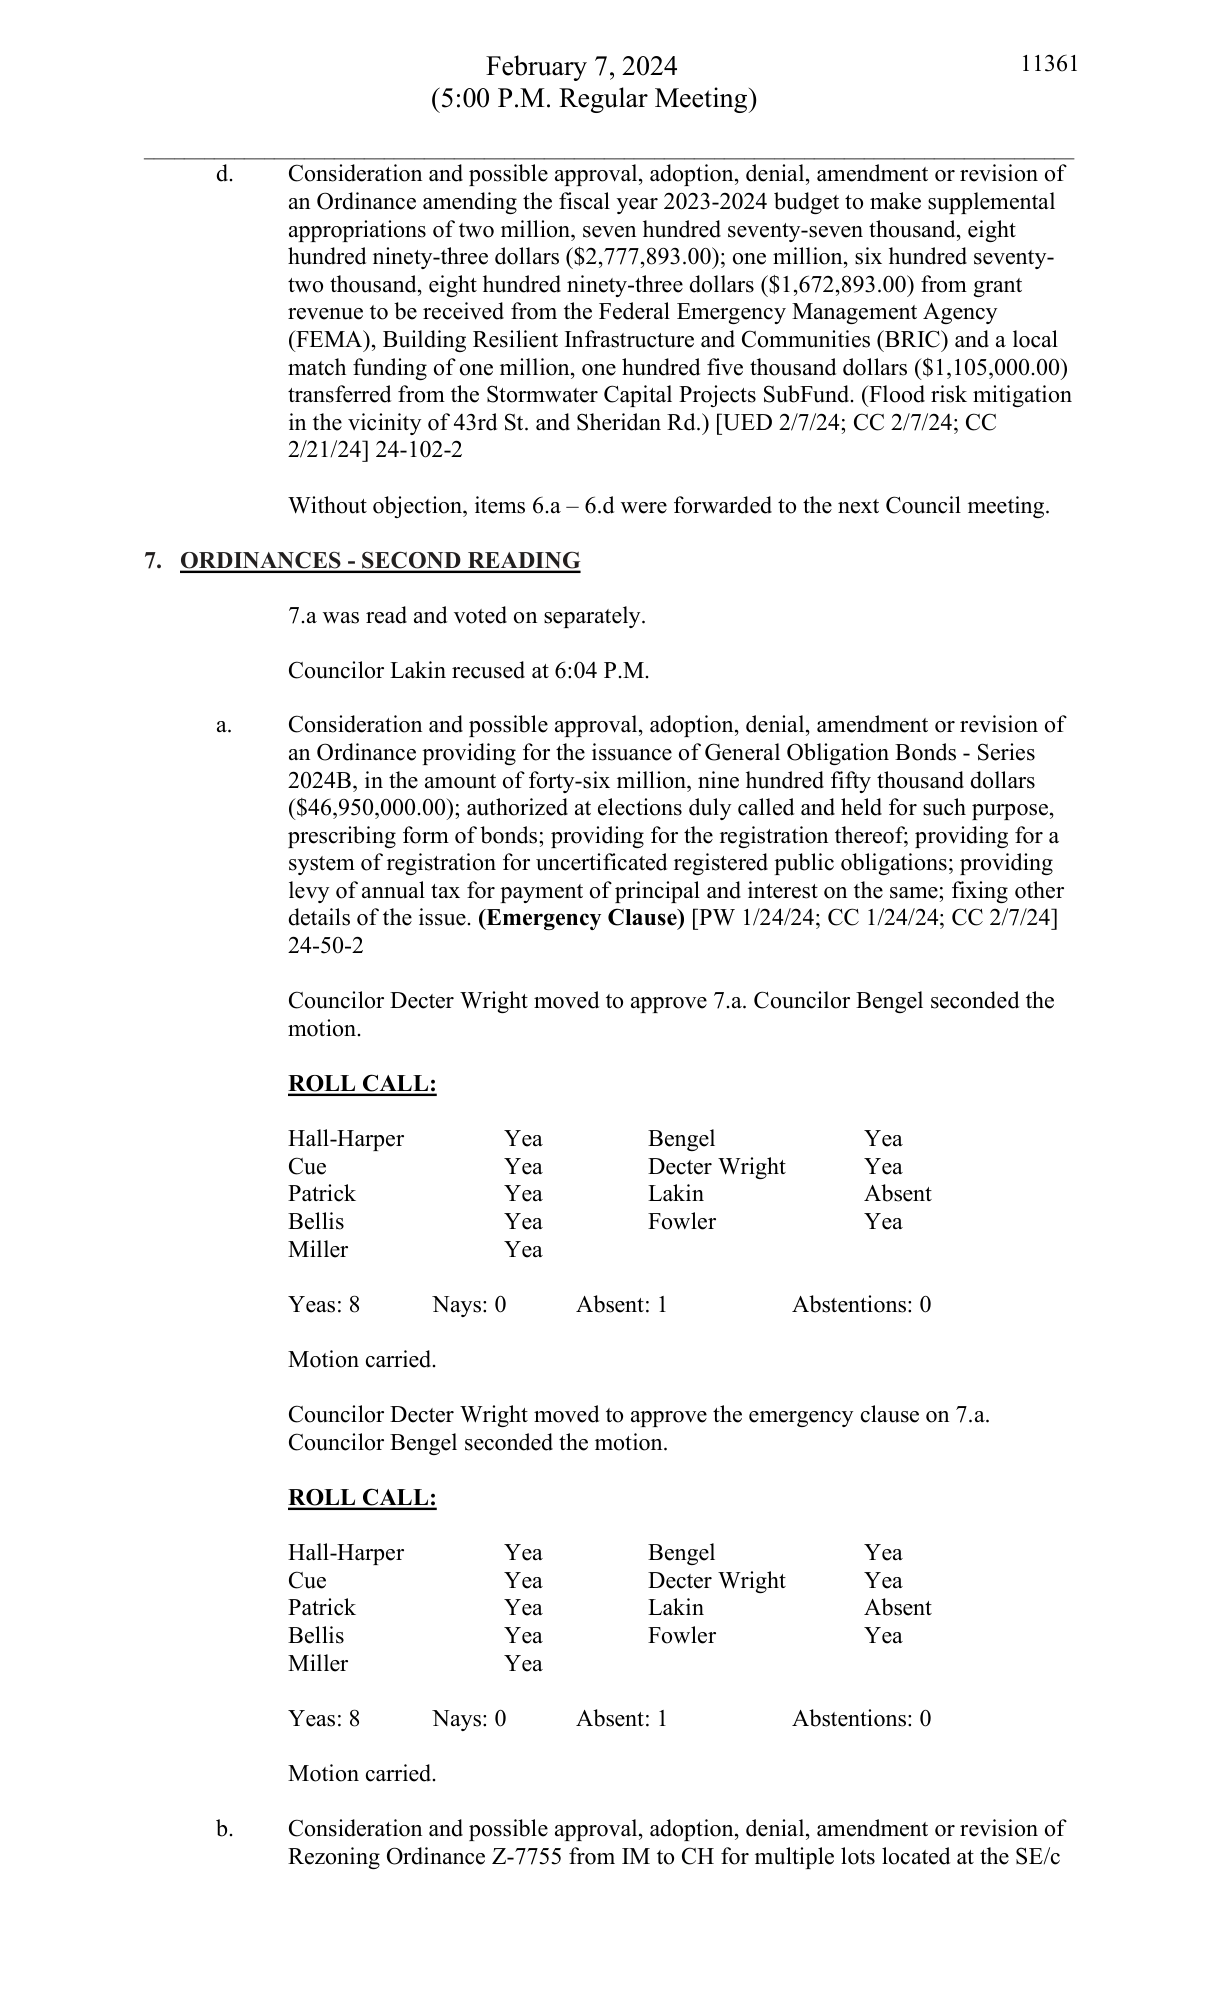 February 7, 2024
11361
(5:00 P.M. Regular Meeting)
d. Consideration and possible approval, adoption, denial, amendment or revision of
an Ordinance amending the fiscal year 2023-2024 budget to make supplemental
appropriations of two million, seven hundred seventy-seven thousand, eight
hundred ninety-three dollars ($2,777,893.00); one million, six hundred seventy-
two thousand, eight hundred ninety-three dollars ($1,672,893.00) from grant
revenue to be received from the Federal Emergency Management Agency
(FEMA), Building Resilient Infrastructure and Communities (BRIC) and a local
match funding of one million, one hundred five thousand dollars ($1,105,000.00)
transferred from the Stormwater Capital Projects SubFund. (Flood risk mitigation
in the vicinity of 43rd St. and Sheridan Rd.) [UED 2/7/24; CC 2/7/24; CC
2/21/24] 24-102-2
Without objection, items 6.a – 6.d were forwarded to the next Council meeting.
7. ORDINANCES - SECOND READING
7.a was read and voted on separately.
Councilor Lakin recused at 6:04 P.M.
a. Consideration and possible approval, adoption, denial, amendment or revision of
an Ordinance providing for the issuance of General Obligation Bonds - Series
2024B, in the amount of forty-six million, nine hundred fifty thousand dollars
($46,950,000.00); authorized at elections duly called and held for such purpose,
prescribing form of bonds; providing for the registration thereof; providing for a
system of registration for uncertificated registered public obligations; providing
levy of annual tax for payment of principal and interest on the same; fixing other
details of the issue. (Emergency Clause) [PW 1/24/24; CC 1/24/24; CC 2/7/24]
24-50-2
Councilor Decter Wright moved to approve 7.a. Councilor Bengel seconded the
motion.
ROLL CALL:
Hall-Harper Yea Bengel Yea
Cue Yea Decter Wright Yea
Patrick Yea Lakin Absent
Bellis Yea Fowler Yea
Miller Yea
Yeas: 8 Nays: 0 Absent: 1 Abstentions: 0
Motion carried.
Councilor Decter Wright moved to approve the emergency clause on 7.a.
Councilor Bengel seconded the motion.
ROLL CALL:
Hall-Harper Yea Bengel Yea
Cue Yea Decter Wright Yea
Patrick Yea Lakin Absent
Bellis Yea Fowler Yea
Miller Yea
Yeas: 8 Nays: 0 Absent: 1 Abstentions: 0
Motion carried.
b. Consideration and possible approval, adoption, denial, amendment or revision of
Rezoning Ordinance Z-7755 from IM to CH for multiple lots located at the SE/c